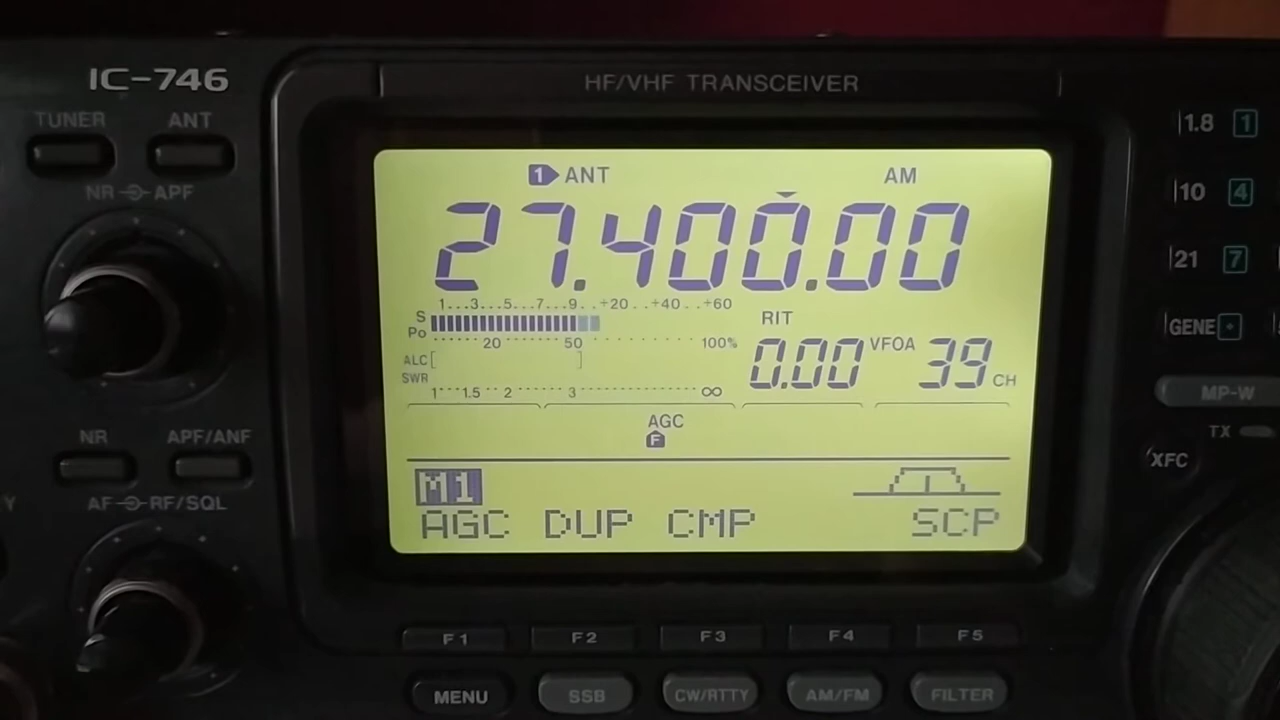 IC-746
HF/VHF TRANSCEIVER
TUNER ANT
NR APF
1 ANT AM
27.400.00
1...3...5...7...9..+20..+40..+60
S
Po
20 50 100%
ALC
SWR
1 1.5 2 3 ∞
RIT
0.00 VFOA 39 CH
AGC
F
M1
AGC DUP CMP SCP
NR APF/ANF
AF RF/SQL
F1 F2 F3 F4 F5
MENU SSB CW/RTTY AM/FM FILTER
1.8 1
10 4
21 7
GENE
MP-W
TX
XFC